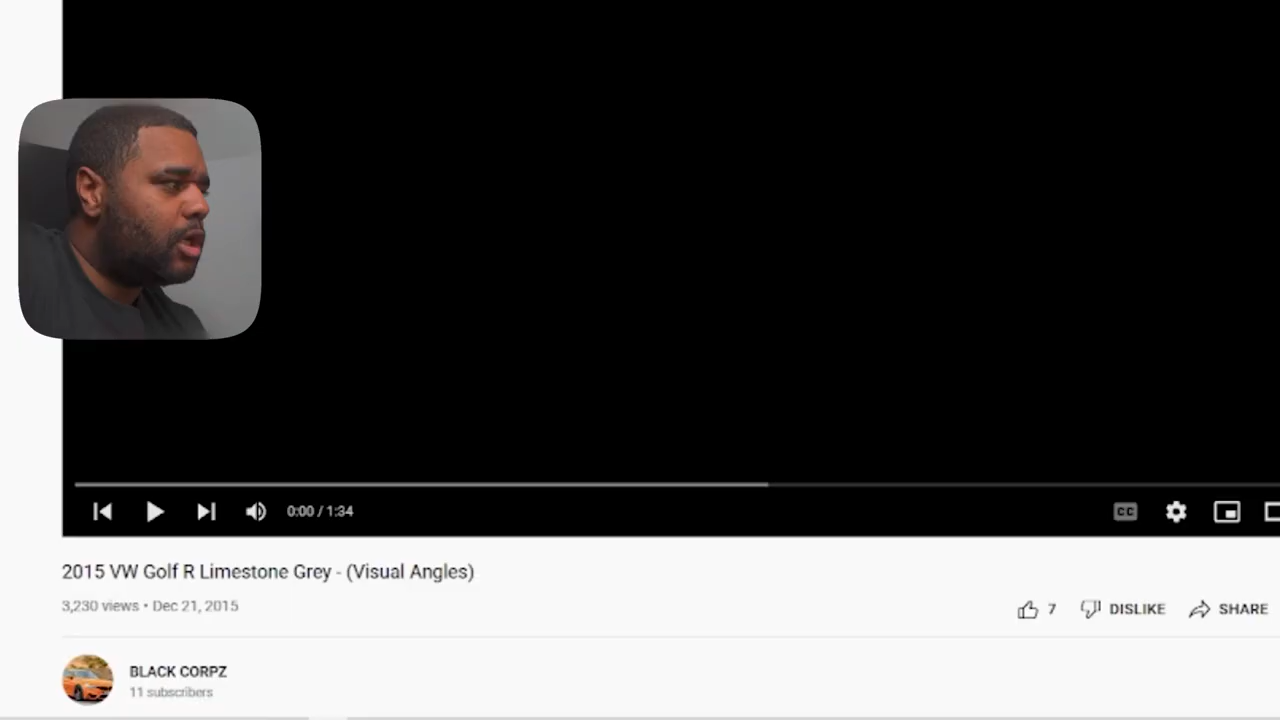 0:00 / 1:34
CC
2015 VW Golf R Limestone Grey - (Visual Angles)
3,230 views • Dec 21, 2015
7 DISLIKE SHARE
BLACK CORPZ
11 subscribers